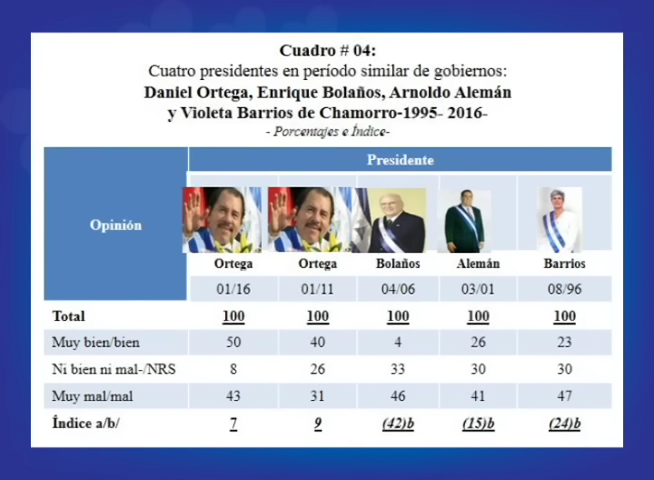 Cuadro # 04:
Cuatro presidentes en período similar de gobiernos:
Daniel Ortega, Enrique Bolaños, Arnoldo Alemán
y Violeta Barrios de Chamorro-1995- 2016-
- Porcentajes e Índice-
Opinión Presidente
Ortega Ortega Bolaños Alemán Barrios
01/16 01/11 04/06 03/01 08/96
Total 100 100 100 100 100
Muy bien/bien 50 40 4 26 23
Ni bien ni mal-/NRS 8 26 33 30 30
Muy mal/mal 43 31 46 41 47
Índice a/b/ 7 9 (42)b (15)b (24)b